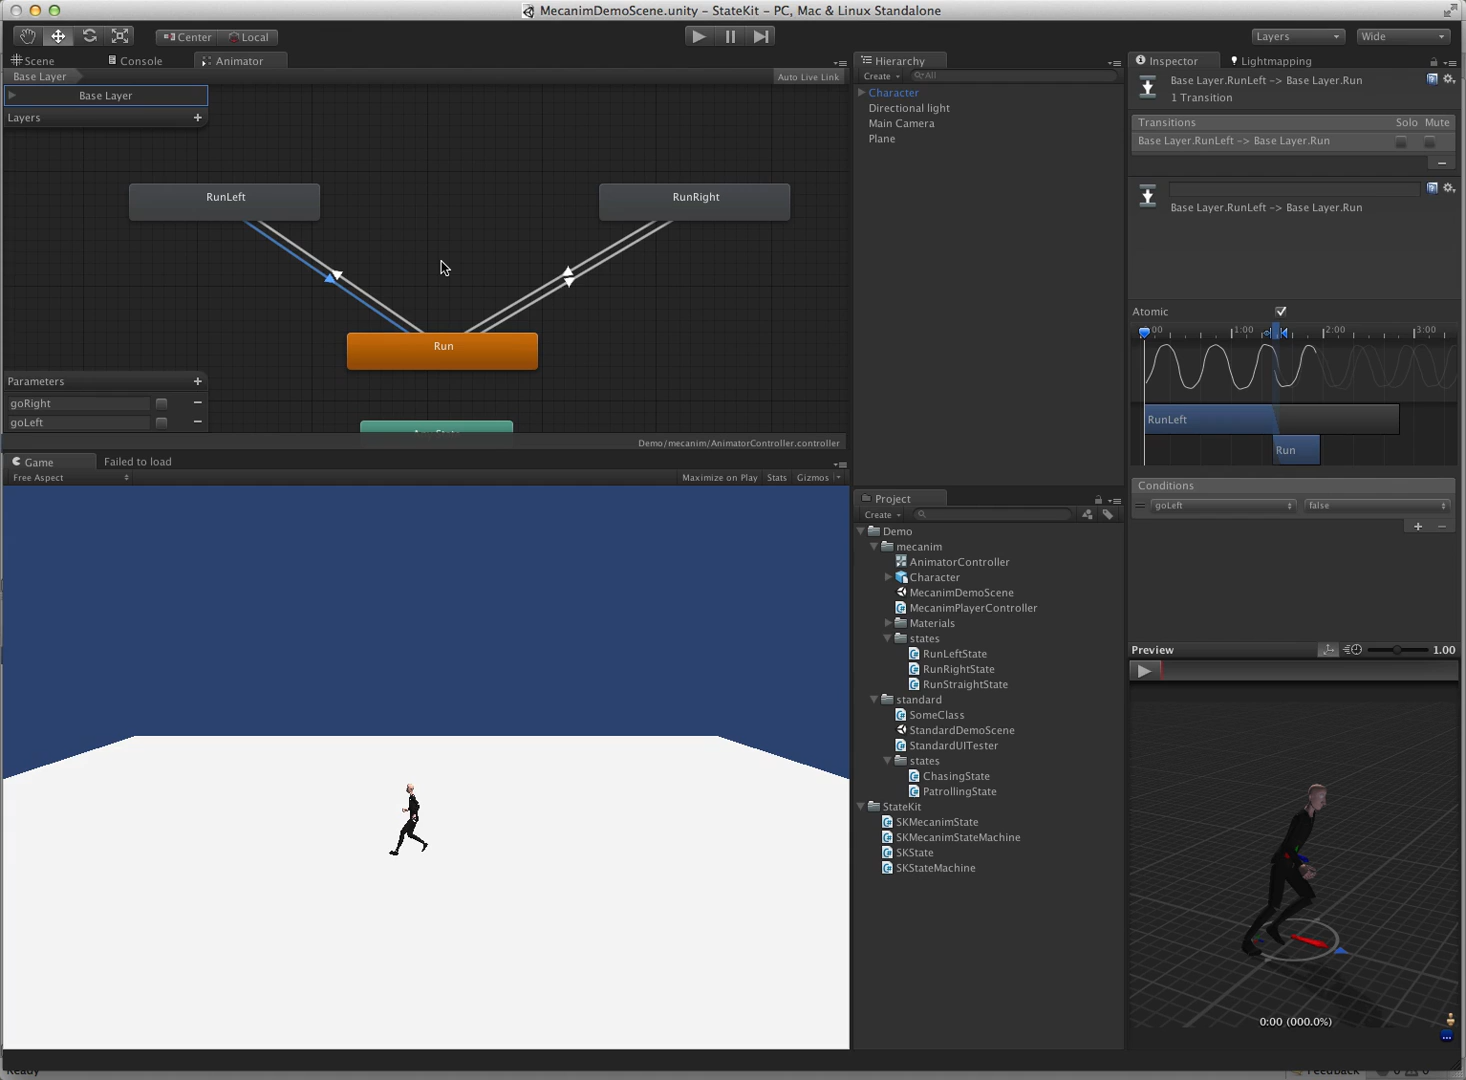 MecanimDemoScene.unity – StateKit – PC, Mac & Linux Standalone
Center
Local
Layers
Wide
Scene
Console
Animator
Base Layer
Auto Live Link
Base Layer
Layers
RunLeft
RunRight
Run
Parameters
goRight
goLeft
Demo/mecanim/AnimatorController.controller
Game
Failed to load
Free Aspect
Maximize on Play
Stats
Gizmos
Hierarchy
Create
All
Character
Directional light
Main Camera
Plane
Project
Create
Demo
mecanim
AnimatorController
Character
MecanimDemoScene
MecanimPlayerController
Materials
states
RunLeftState
RunRightState
RunStraightState
standard
SomeClass
StandardDemoScene
StandardUITester
states
ChasingState
PatrollingState
StateKit
SKMecanimState
SKMecanimStateMachine
SKState
SKStateMachine
Inspector
Lightmapping
Base Layer.RunLeft -> Base Layer.Run
1 Transition
Transitions Solo Mute
Base Layer.RunLeft -> Base Layer.Run
Base Layer.RunLeft -> Base Layer.Run
Atomic
:00 1:00 2:00 3:00
RunLeft
Run
Conditions
goLeft false
Preview 1.00
0:00 (000.0%)
Ready
Feedback